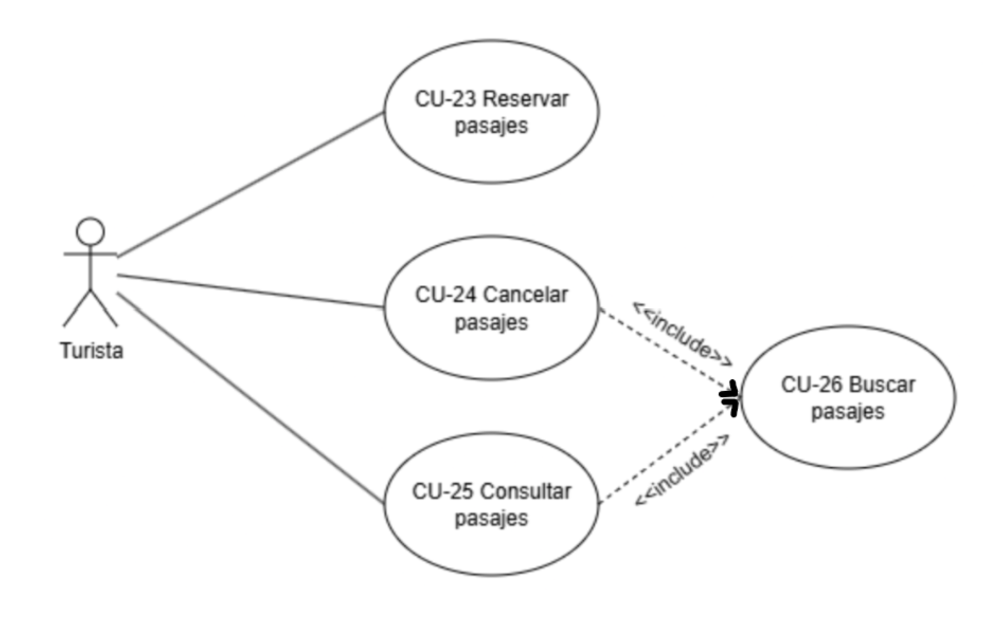 CU-23 Reservar
pasajes
Turista
CU-24 Cancelar
pasajes
<<include>>
CU-26 Buscar
pasajes
<<include>>
CU-25 Consultar
pasajes